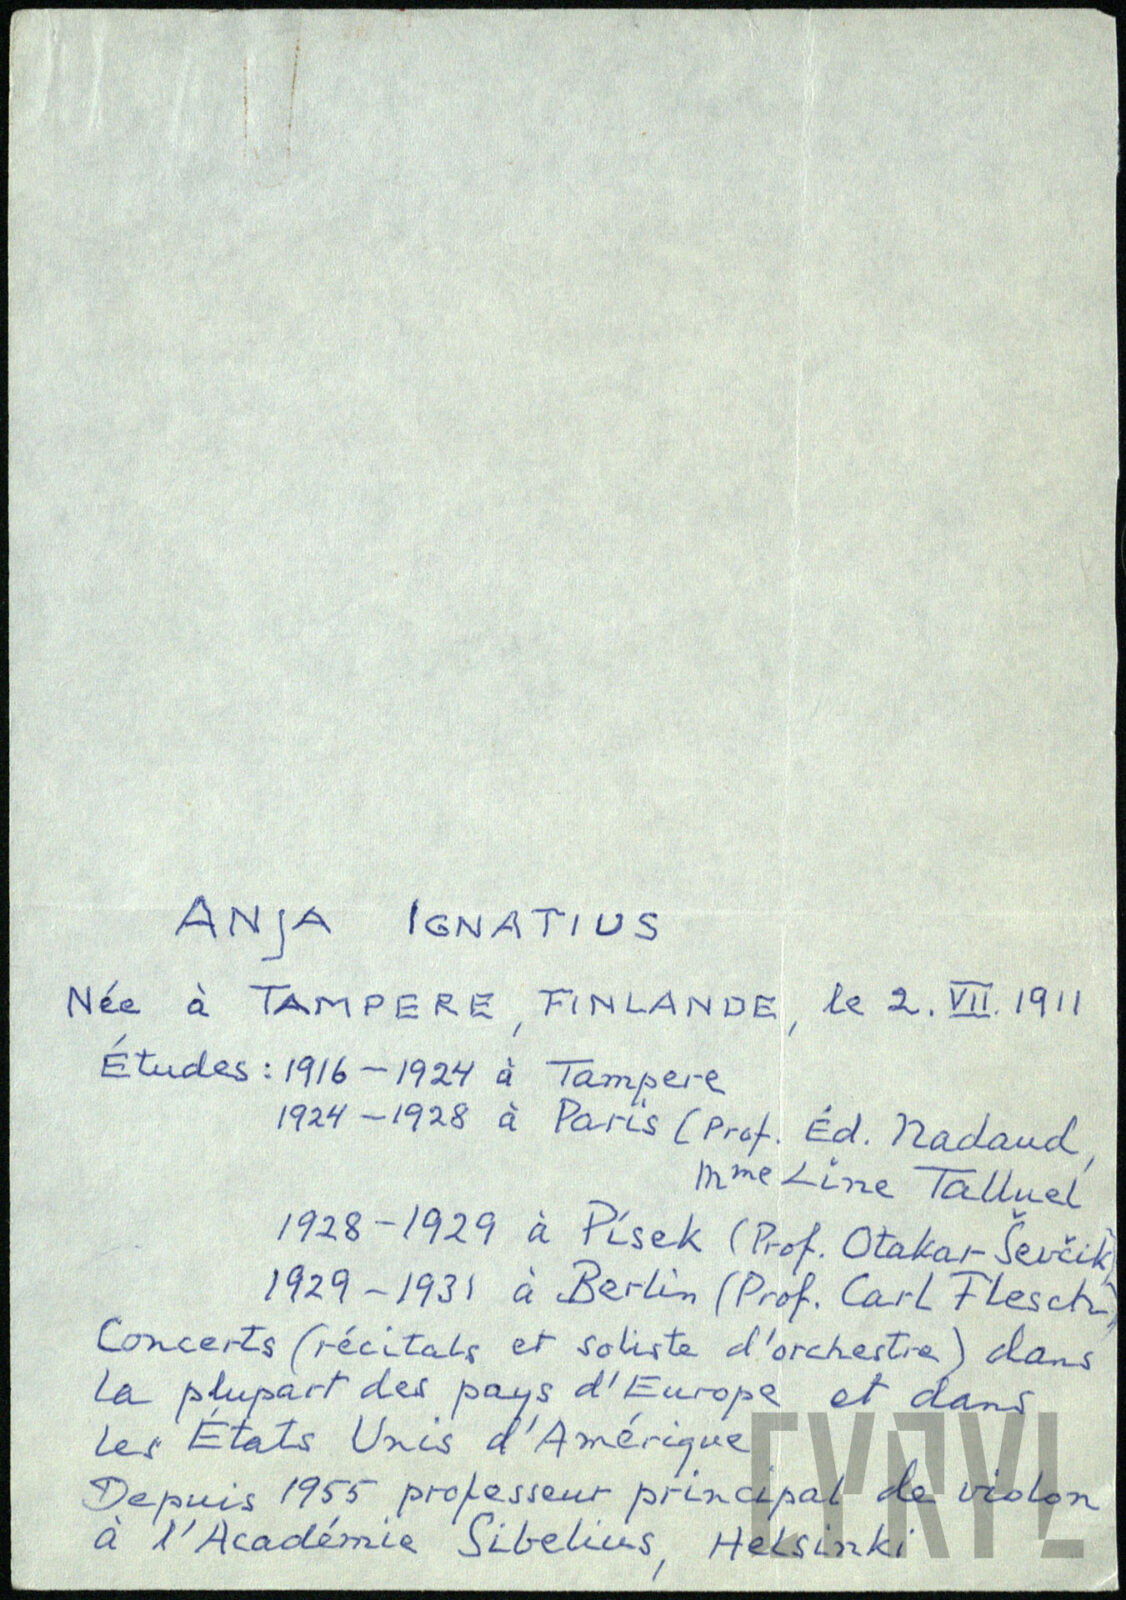 ANJA IGNATIUS
Née à TAMPERE, FINLANDE, le 2. VII. 1911
Études: 1916 – 1924 à Tampere
1924 – 1928 à Paris (Prof. Éd. Nadaud,
Mme Line Talluel
1928 – 1929 à Písek (Prof. Otakar Ševčik)
1929 – 1931 à Berlin (Prof. Carl Flesch)
Concerts (récitals et soliste d'orchestre) dans
la plupart des pays d'Europe et dans
les États Unis d'Amérique
Depuis 1955 professeur principal de violon
à l'Académie Sibelius, Helsinki
CYRYL